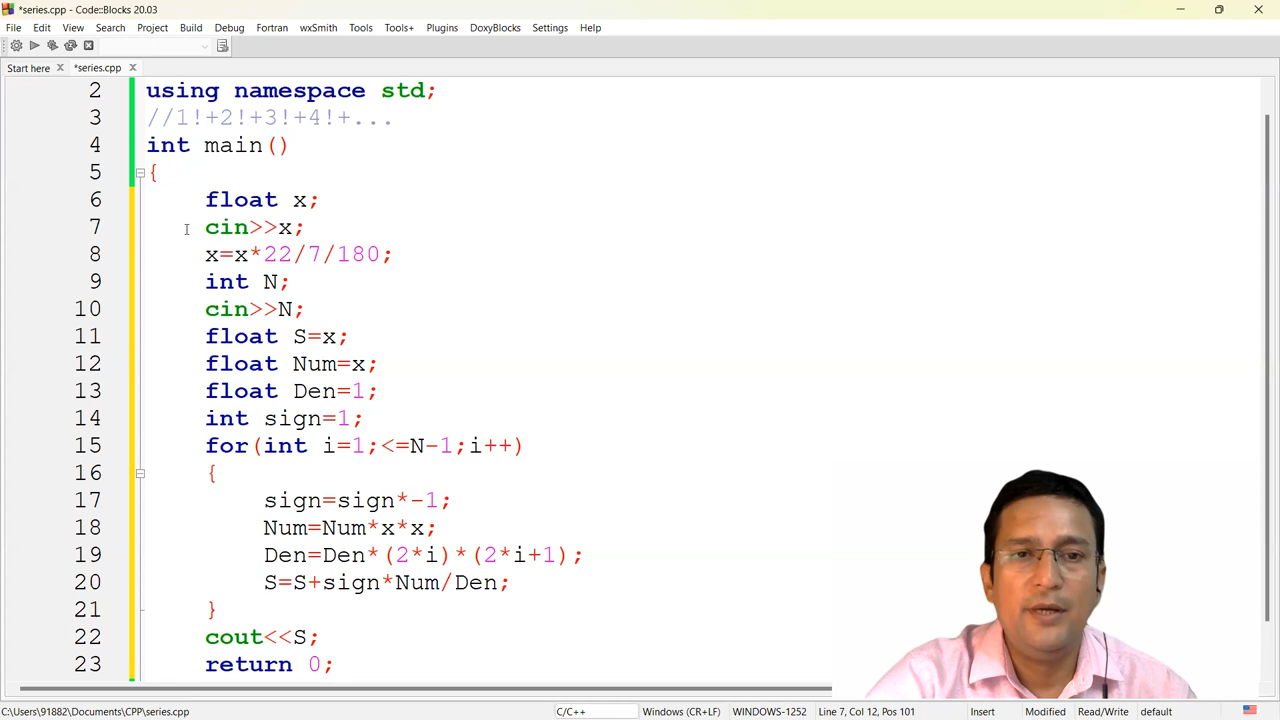 *series.cpp - Code::Blocks 20.03
File Edit View Search Project Build Debug Fortran wxSmith Tools Tools+ Plugins DoxyBlocks Settings Help
Start here *series.cpp
2 using namespace std;
3 //1!+2!+3!+4!+...
4 int main()
5 {
6 float x;
7 cin>>x;
8 x=x*22/7/180;
9 int N;
10 cin>>N;
11 float S=x;
12 float Num=x;
13 float Den=1;
14 int sign=1;
15 for(int i=1;<=N-1;i++)
16 {
17 sign=sign*-1;
18 Num=Num*x*x;
19 Den=Den*(2*i)*(2*i+1);
20 S=S+sign*Num/Den;
21 }
22 cout<<S;
23 return 0;
C:\Users\91882\Documents\CPP\series.cpp C/C++ Windows (CR+LF) WINDOWS-1252 Line 7, Col 12, Pos 101 Insert Modified Read/Write default